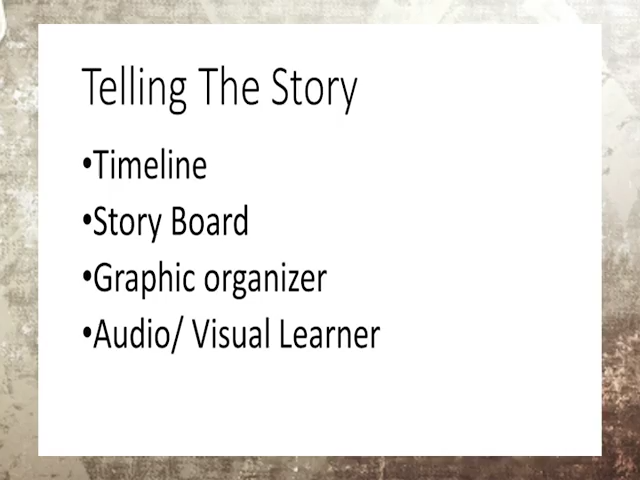 Telling The Story
•Timeline
•Story Board
•Graphic organizer
•Audio/ Visual Learner